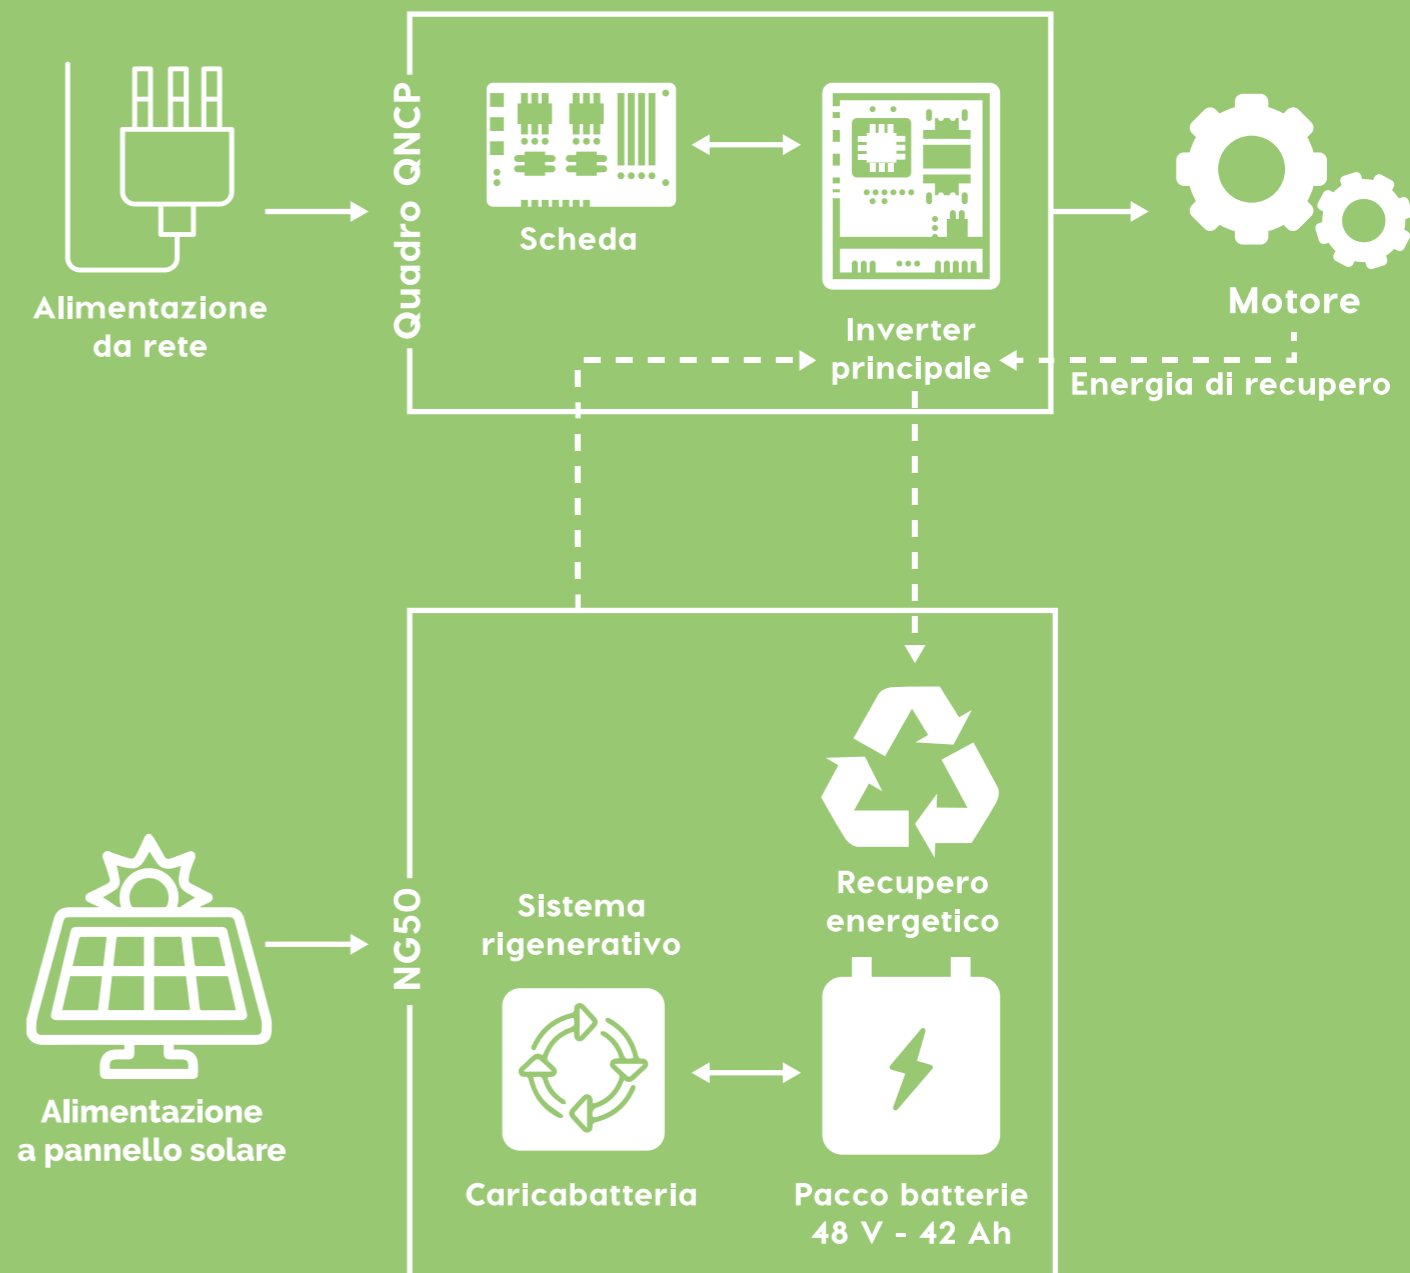 Alimentazione
da rete
Quadro QNCP
Scheda
Inverter
principale
Motore
Energia di recupero
Alimentazione
a pannello solare
NG50
Sistema
rigenerativo
Caricabatteria
Recupero
energetico
Pacco batterie
48 V - 42 Ah